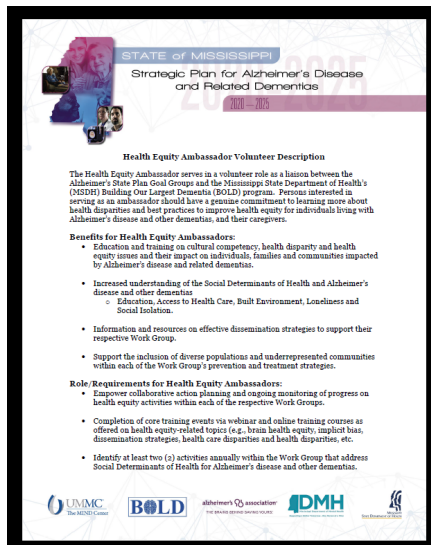 STATE of MISSISSIPPI
Strategic Plan for Alzheimer's Disease
and Related Dementias
2020 — 2025
Health Equity Ambassador Volunteer Description
The Health Equity Ambassador serves in a volunteer role as a liaison between the
Alzheimer's State Plan Goal Groups and the Mississippi State Department of Health's
(MSDH) Building Our Largest Dementia (BOLD) program. Persons interested in
serving as an ambassador should have a genuine commitment to learning more about
health disparities and best practices to improve health equity for individuals living with
Alzheimer's disease and other dementias, and their caregivers.
Benefits for Health Equity Ambassadors:
• Education and training on cultural competency, health disparity and health
equity issues and their impact on individuals, families and communities impacted
by Alzheimer's disease and related dementias.
• Increased understanding of the Social Determinants of Health and Alzheimer's
disease and other dementias
o Education, Access to Health Care, Built Environment, Loneliness and
Social Isolation.
• Information and resources on effective dissemination strategies to support their
respective Work Group.
• Support the inclusion of diverse populations and underrepresented communities
within each of the Work Group's prevention and treatment strategies.
Role/Requirements for Health Equity Ambassadors:
• Empower collaborative action planning and ongoing monitoring of progress on
health equity activities within each of the respective Work Groups.
• Completion of core training events via webinar and online training courses as
offered on health equity-related topics (e.g., brain health equity, implicit bias,
dissemination strategies, health care disparities and health disparities, etc.
• Identify at least two (2) activities annually within the Work Group that address
Social Determinants of Health for Alzheimer's disease and other dementias.
UMMC
The MIND Center
BOLD
alzheimer's association
THE BRAINS BEHIND SAVING YOURS
DMH